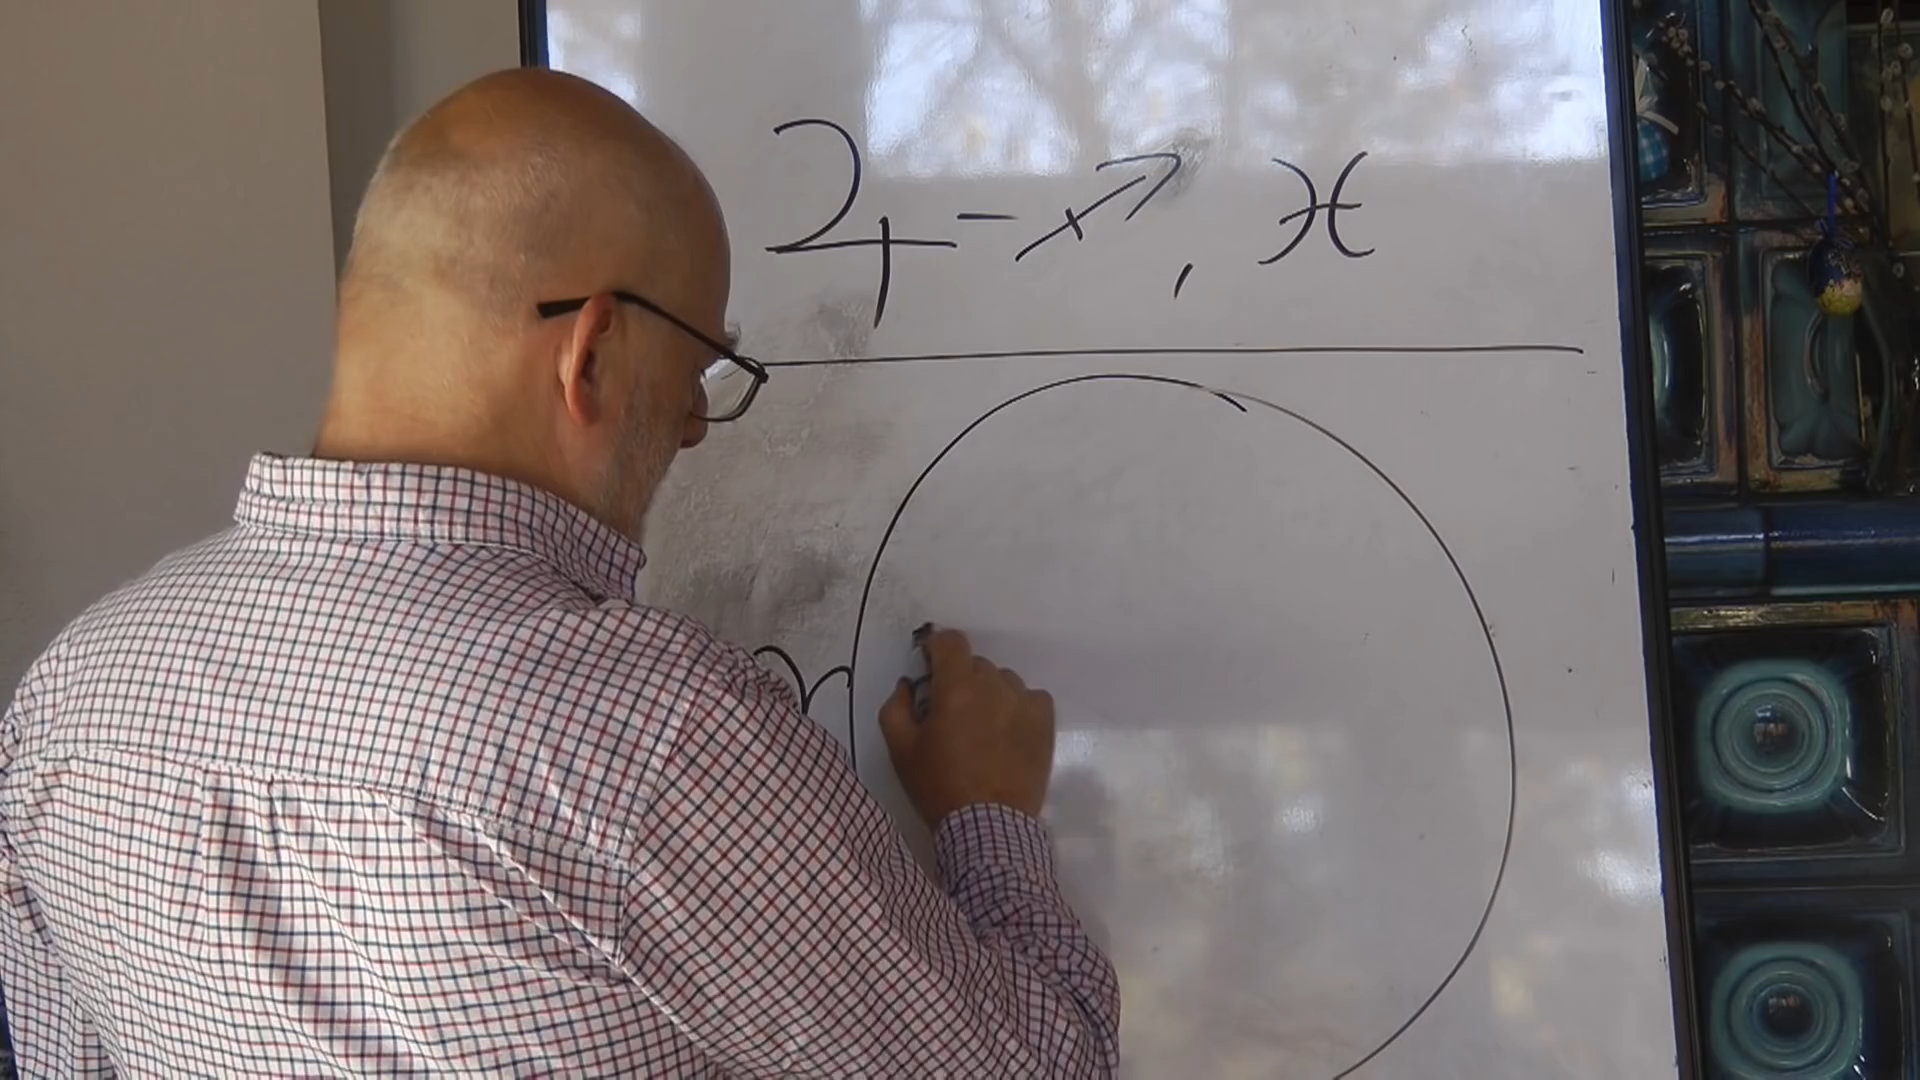 ♃ - ♐, ♓